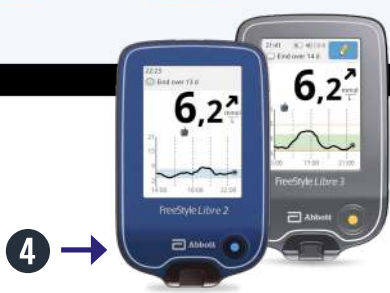 22:25
End over 13 d
6,2
mmol
L
21
14:00 18:00 22:00
FreeStyle Libre 2
Abbott
21:41
End over 14 d
6,2
mmol
L
17:00 21:00
FreeStyle Libre 3
Abbott
4